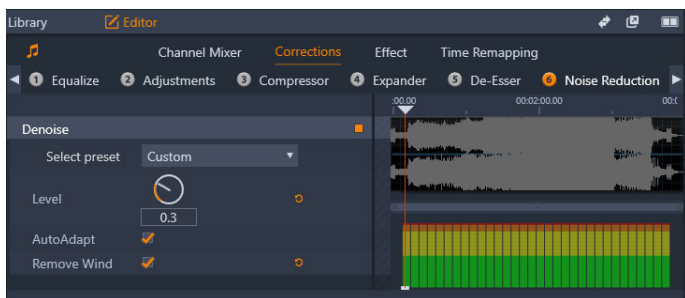 Library Editor
Channel Mixer Corrections Effect Time Remapping
1 Equalize 2 Adjustments 3 Compressor 4 Expander 5 De-Esser 6 Noise Reduction
:00.00 00:02:00.00 00:0
Denoise
Select preset Custom
Level
0.3
AutoAdapt
Remove Wind